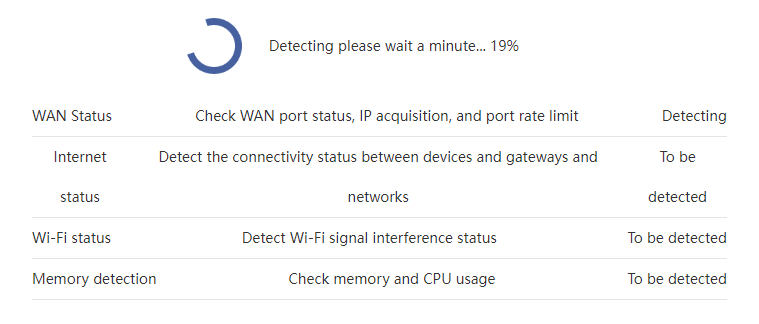 Detecting please wait a minute... 19%
WAN Status Check WAN port status, IP acquisition, and port rate limit Detecting
Internet Detect the connectivity status between devices and gateways and To be
status networks detected
Wi-Fi status Detect Wi-Fi signal interference status To be detected
Memory detection Check memory and CPU usage To be detected